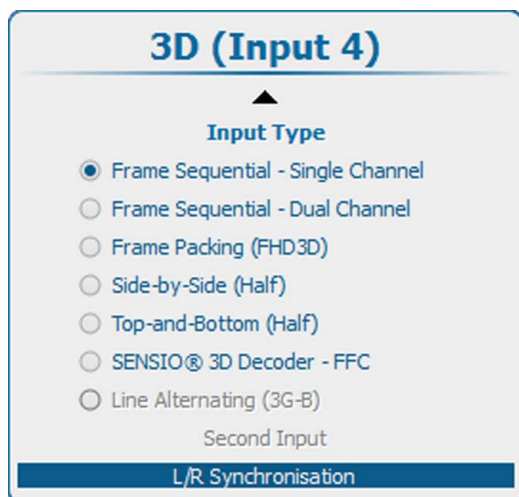 3D (Input 4)
Input Type
Frame Sequential - Single Channel
Frame Sequential - Dual Channel
Frame Packing (FHD3D)
Side-by-Side (Half)
Top-and-Bottom (Half)
SENSIO® 3D Decoder - FFC
Line Alternating (3G-B)
Second Input
L/R Synchronisation